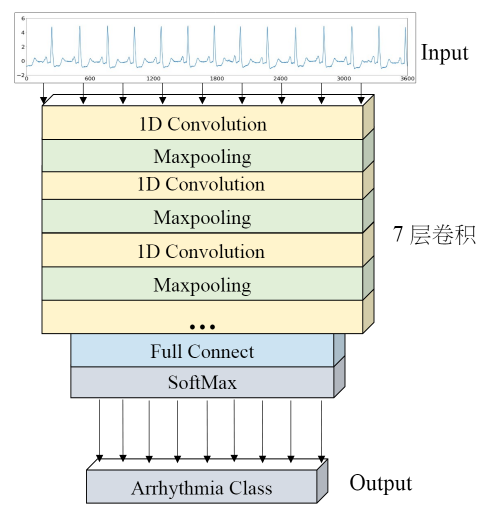 6
4
2
0
−2
0
600
1200
1800
2400
3000
3600
Input
1D Convolution
Maxpooling
1D Convolution
Maxpooling
1D Convolution
Maxpooling
...
7 层卷积
Full Connect
SoftMax
Arrhythmia Class
Output